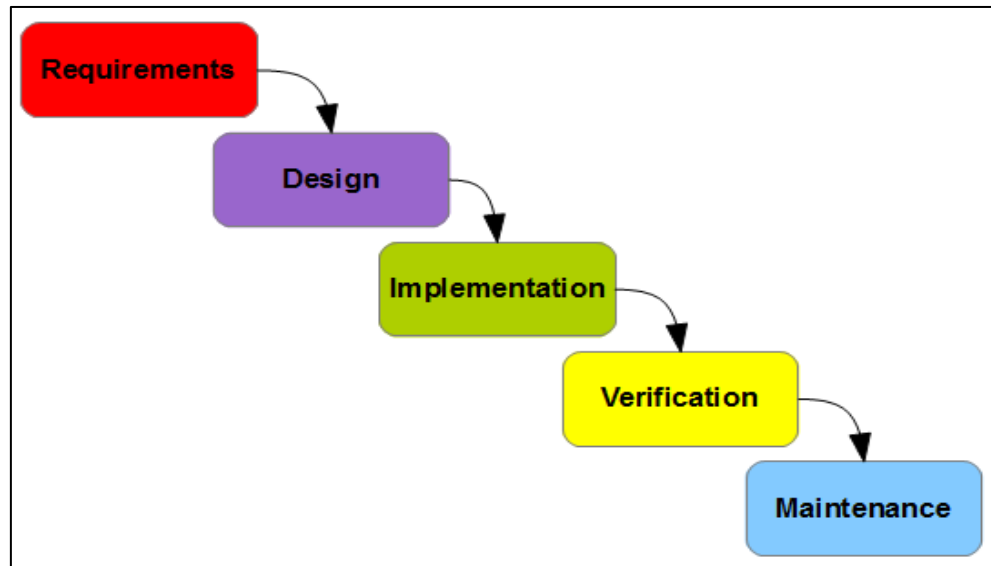 Requirements
Design
Implementation
Verification
Maintenance